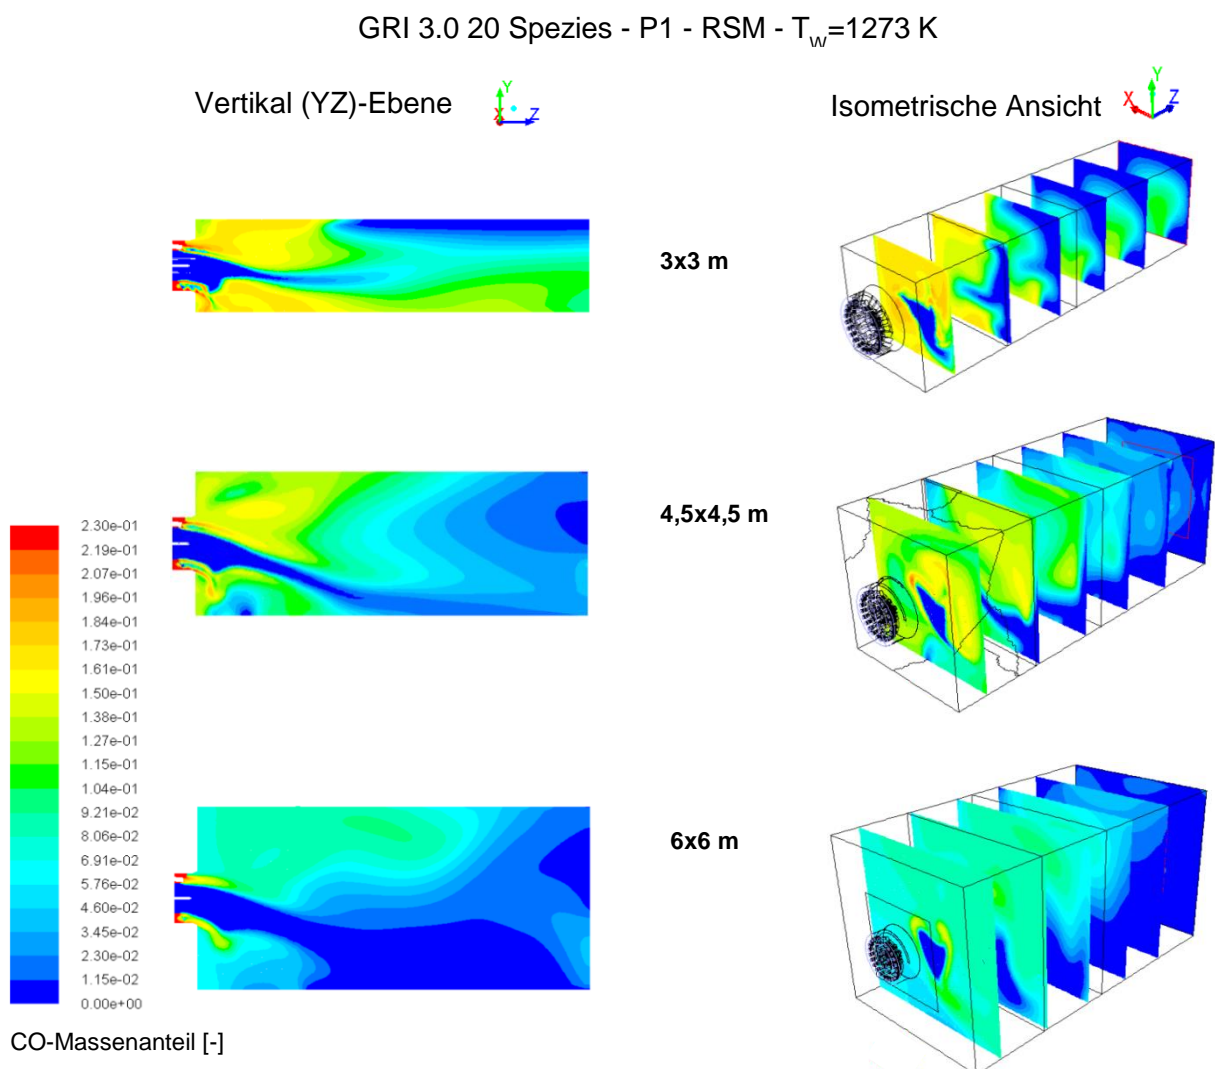 GRI 3.0 20 Spezies - P1 - RSM - T_w=1273 K
Vertikal (YZ)-Ebene
Y
X
Z
Isometrische Ansicht
Y
X
Z
3x3 m
4,5x4,5 m
6x6 m
2.30e-01
2.19e-01
2.07e-01
1.96e-01
1.84e-01
1.73e-01
1.61e-01
1.50e-01
1.38e-01
1.27e-01
1.15e-01
1.04e-01
9.21e-02
8.06e-02
6.91e-02
5.76e-02
4.60e-02
3.45e-02
2.30e-02
1.15e-02
0.00e+00
CO-Massenanteil [-]